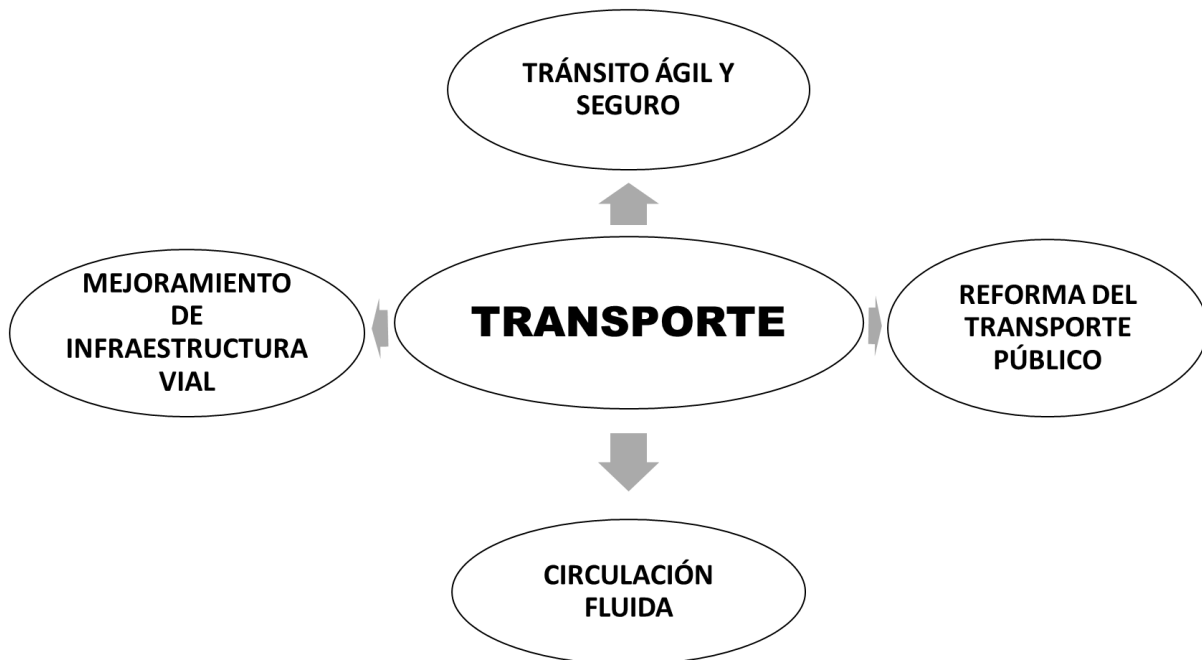 TRÁNSITO ÁGIL Y
SEGURO
MEJORAMIENTO
DE
INFRAESTRUCTURA
VIAL
TRANSPORTE
REFORMA DEL
TRANSPORTE
PÚBLICO
CIRCULACIÓN
FLUIDA